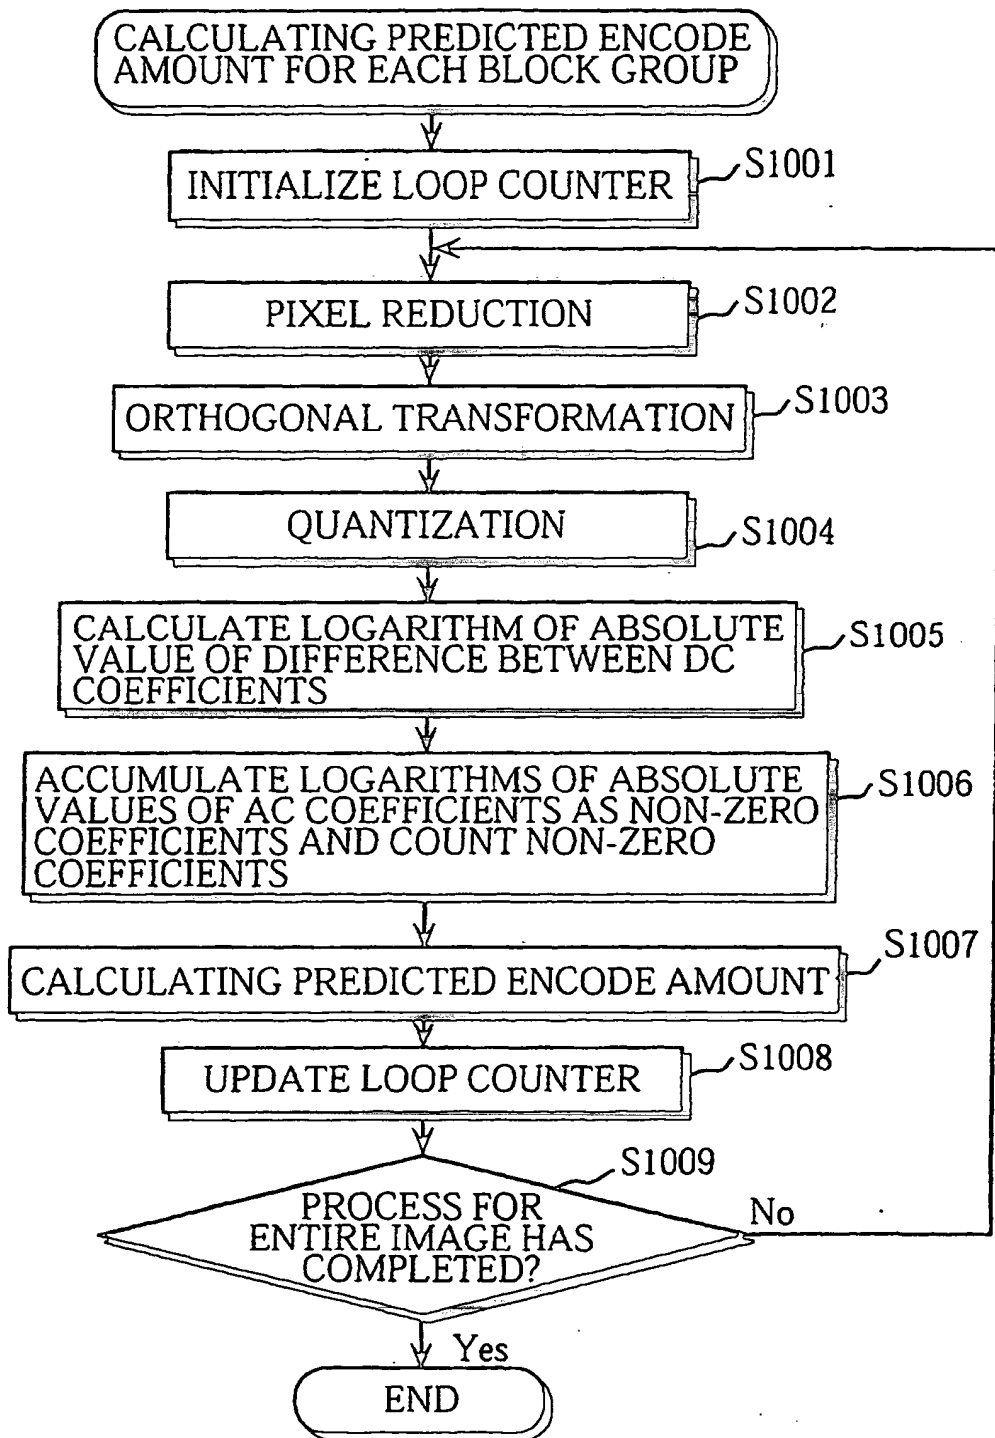 CALCULATING PREDICTED ENCODE
AMOUNT FOR EACH BLOCK GROUP
INITIALIZE LOOP COUNTER
S1001
PIXEL REDUCTION
S1002
ORTHOGONAL TRANSFORMATION
S1003
QUANTIZATION
S1004
CALCULATE LOGARITHM OF ABSOLUTE
VALUE OF DIFFERENCE BETWEEN DC
COEFFICIENTS
S1005
ACCUMULATE LOGARITHMS OF ABSOLUTE
VALUES OF AC COEFFICIENTS AS NON-ZERO
COEFFICIENTS AND COUNT NON-ZERO
COEFFICIENTS
S1006
CALCULATING PREDICTED ENCODE AMOUNT
S1007
UPDATE LOOP COUNTER
S1008
S1009
PROCESS FOR
ENTIRE IMAGE HAS
COMPLETED?
No
Yes
END